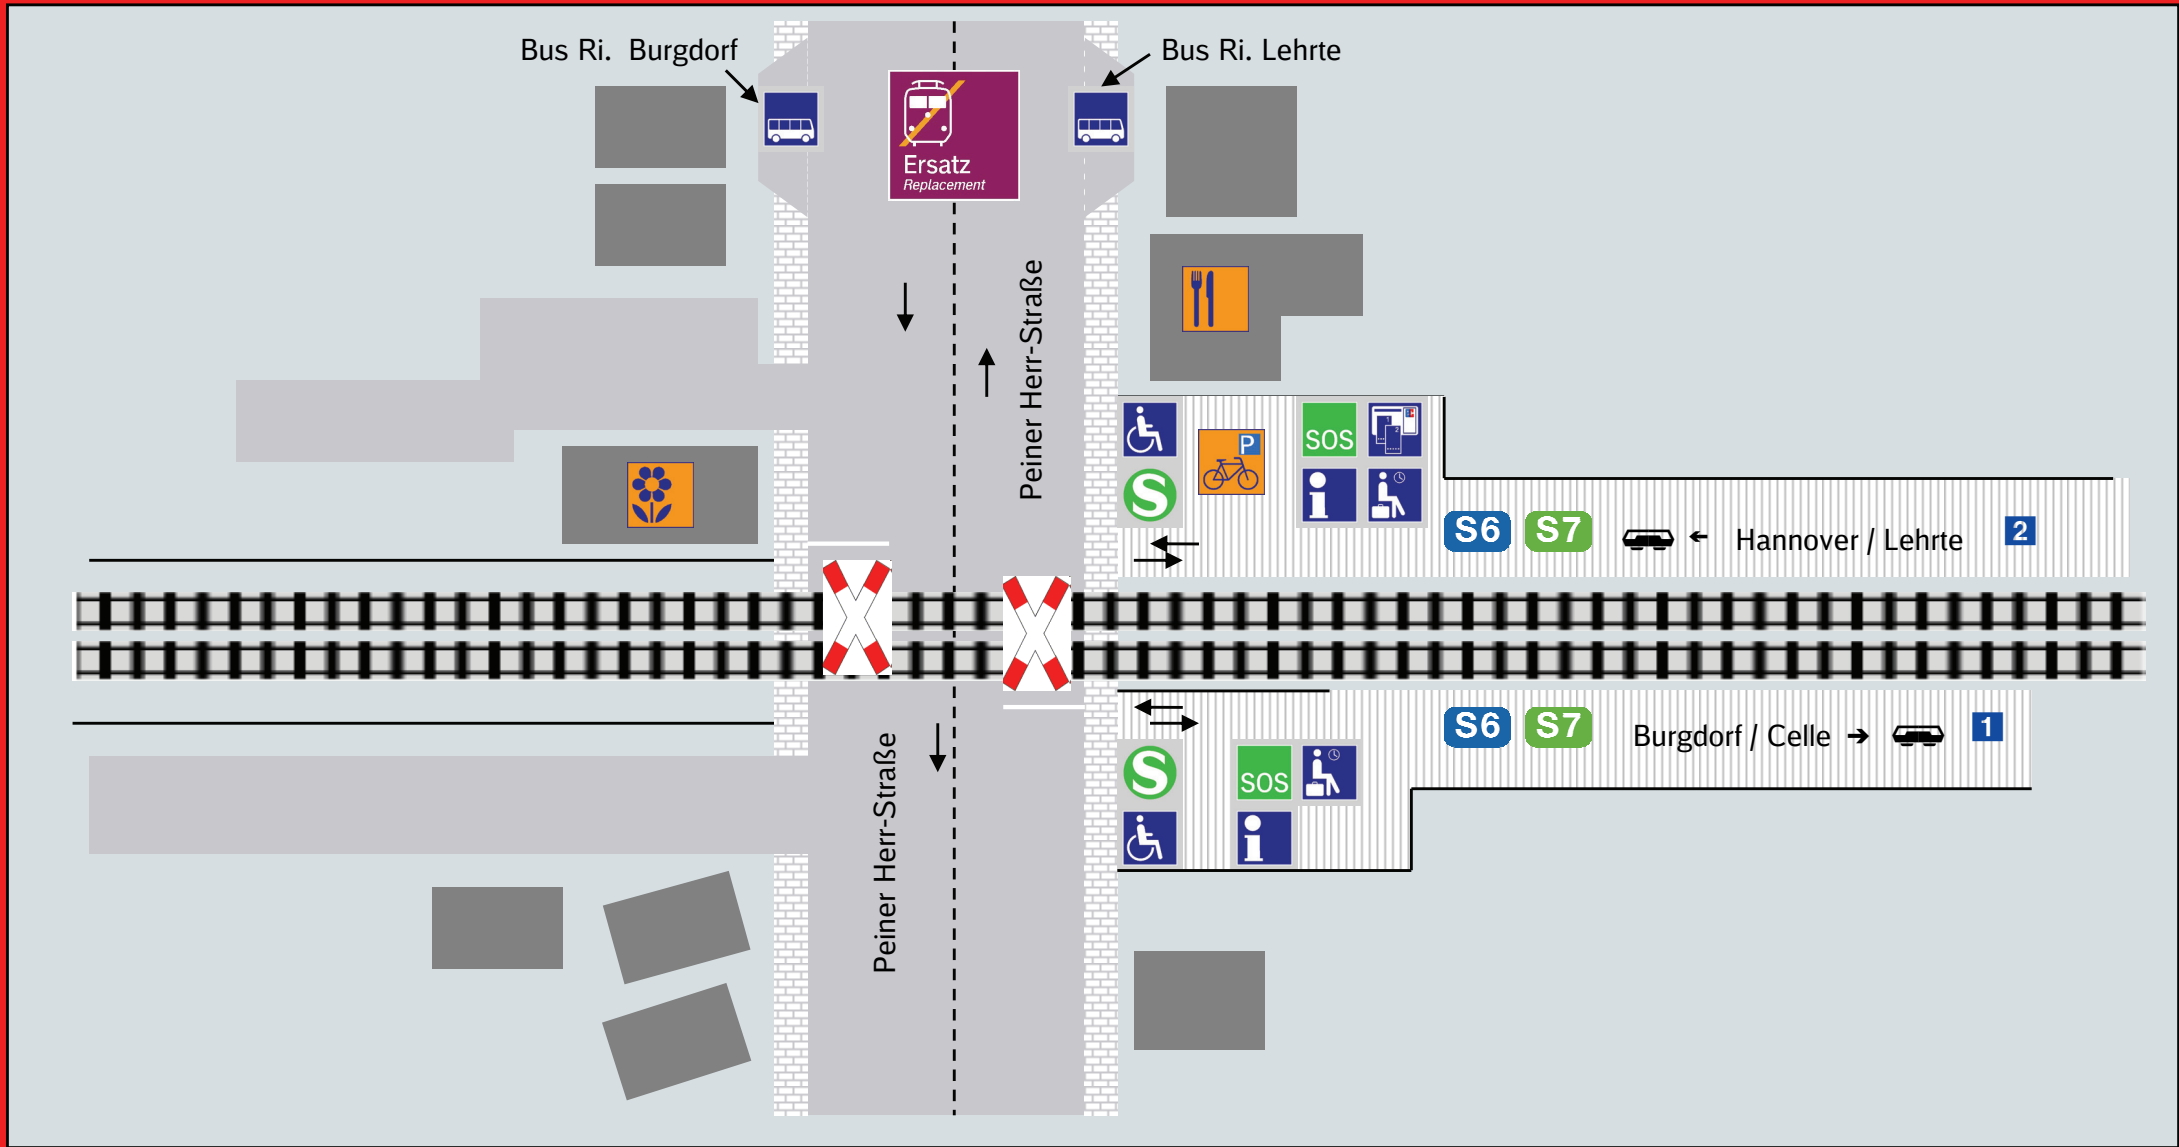 Bus Ri. Burgdorf
Bus Ri. Lehrte
Ersatz
Replacement
Peiner Herr-Straße
P
SOS
S
i
S6 S7 Hannover / Lehrte 2
S6 S7 Burgdorf / Celle 1
Peiner Herr-Straße
S
SOS
i